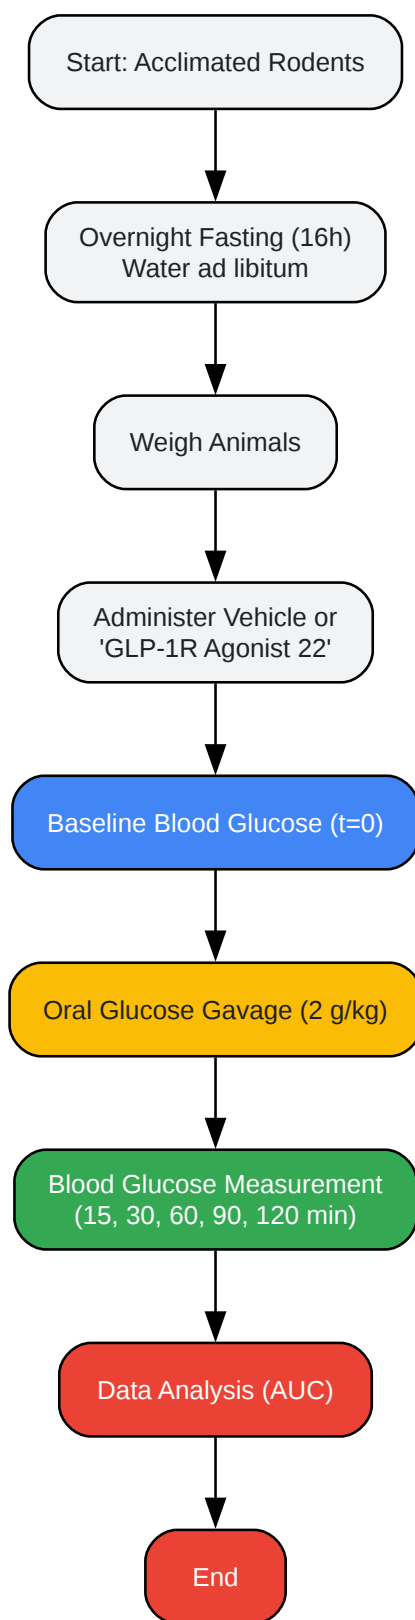 Start: Acclimated Rodents
Overnight Fasting (16h)
Water ad libitum
Weigh Animals
Administer Vehicle or
'GLP-1R Agonist 22'
Baseline Blood Glucose (t=0)
Oral Glucose Gavage (2 g/kg)
Blood Glucose Measurement
(15, 30, 60, 90, 120 min)
Data Analysis (AUC)
End